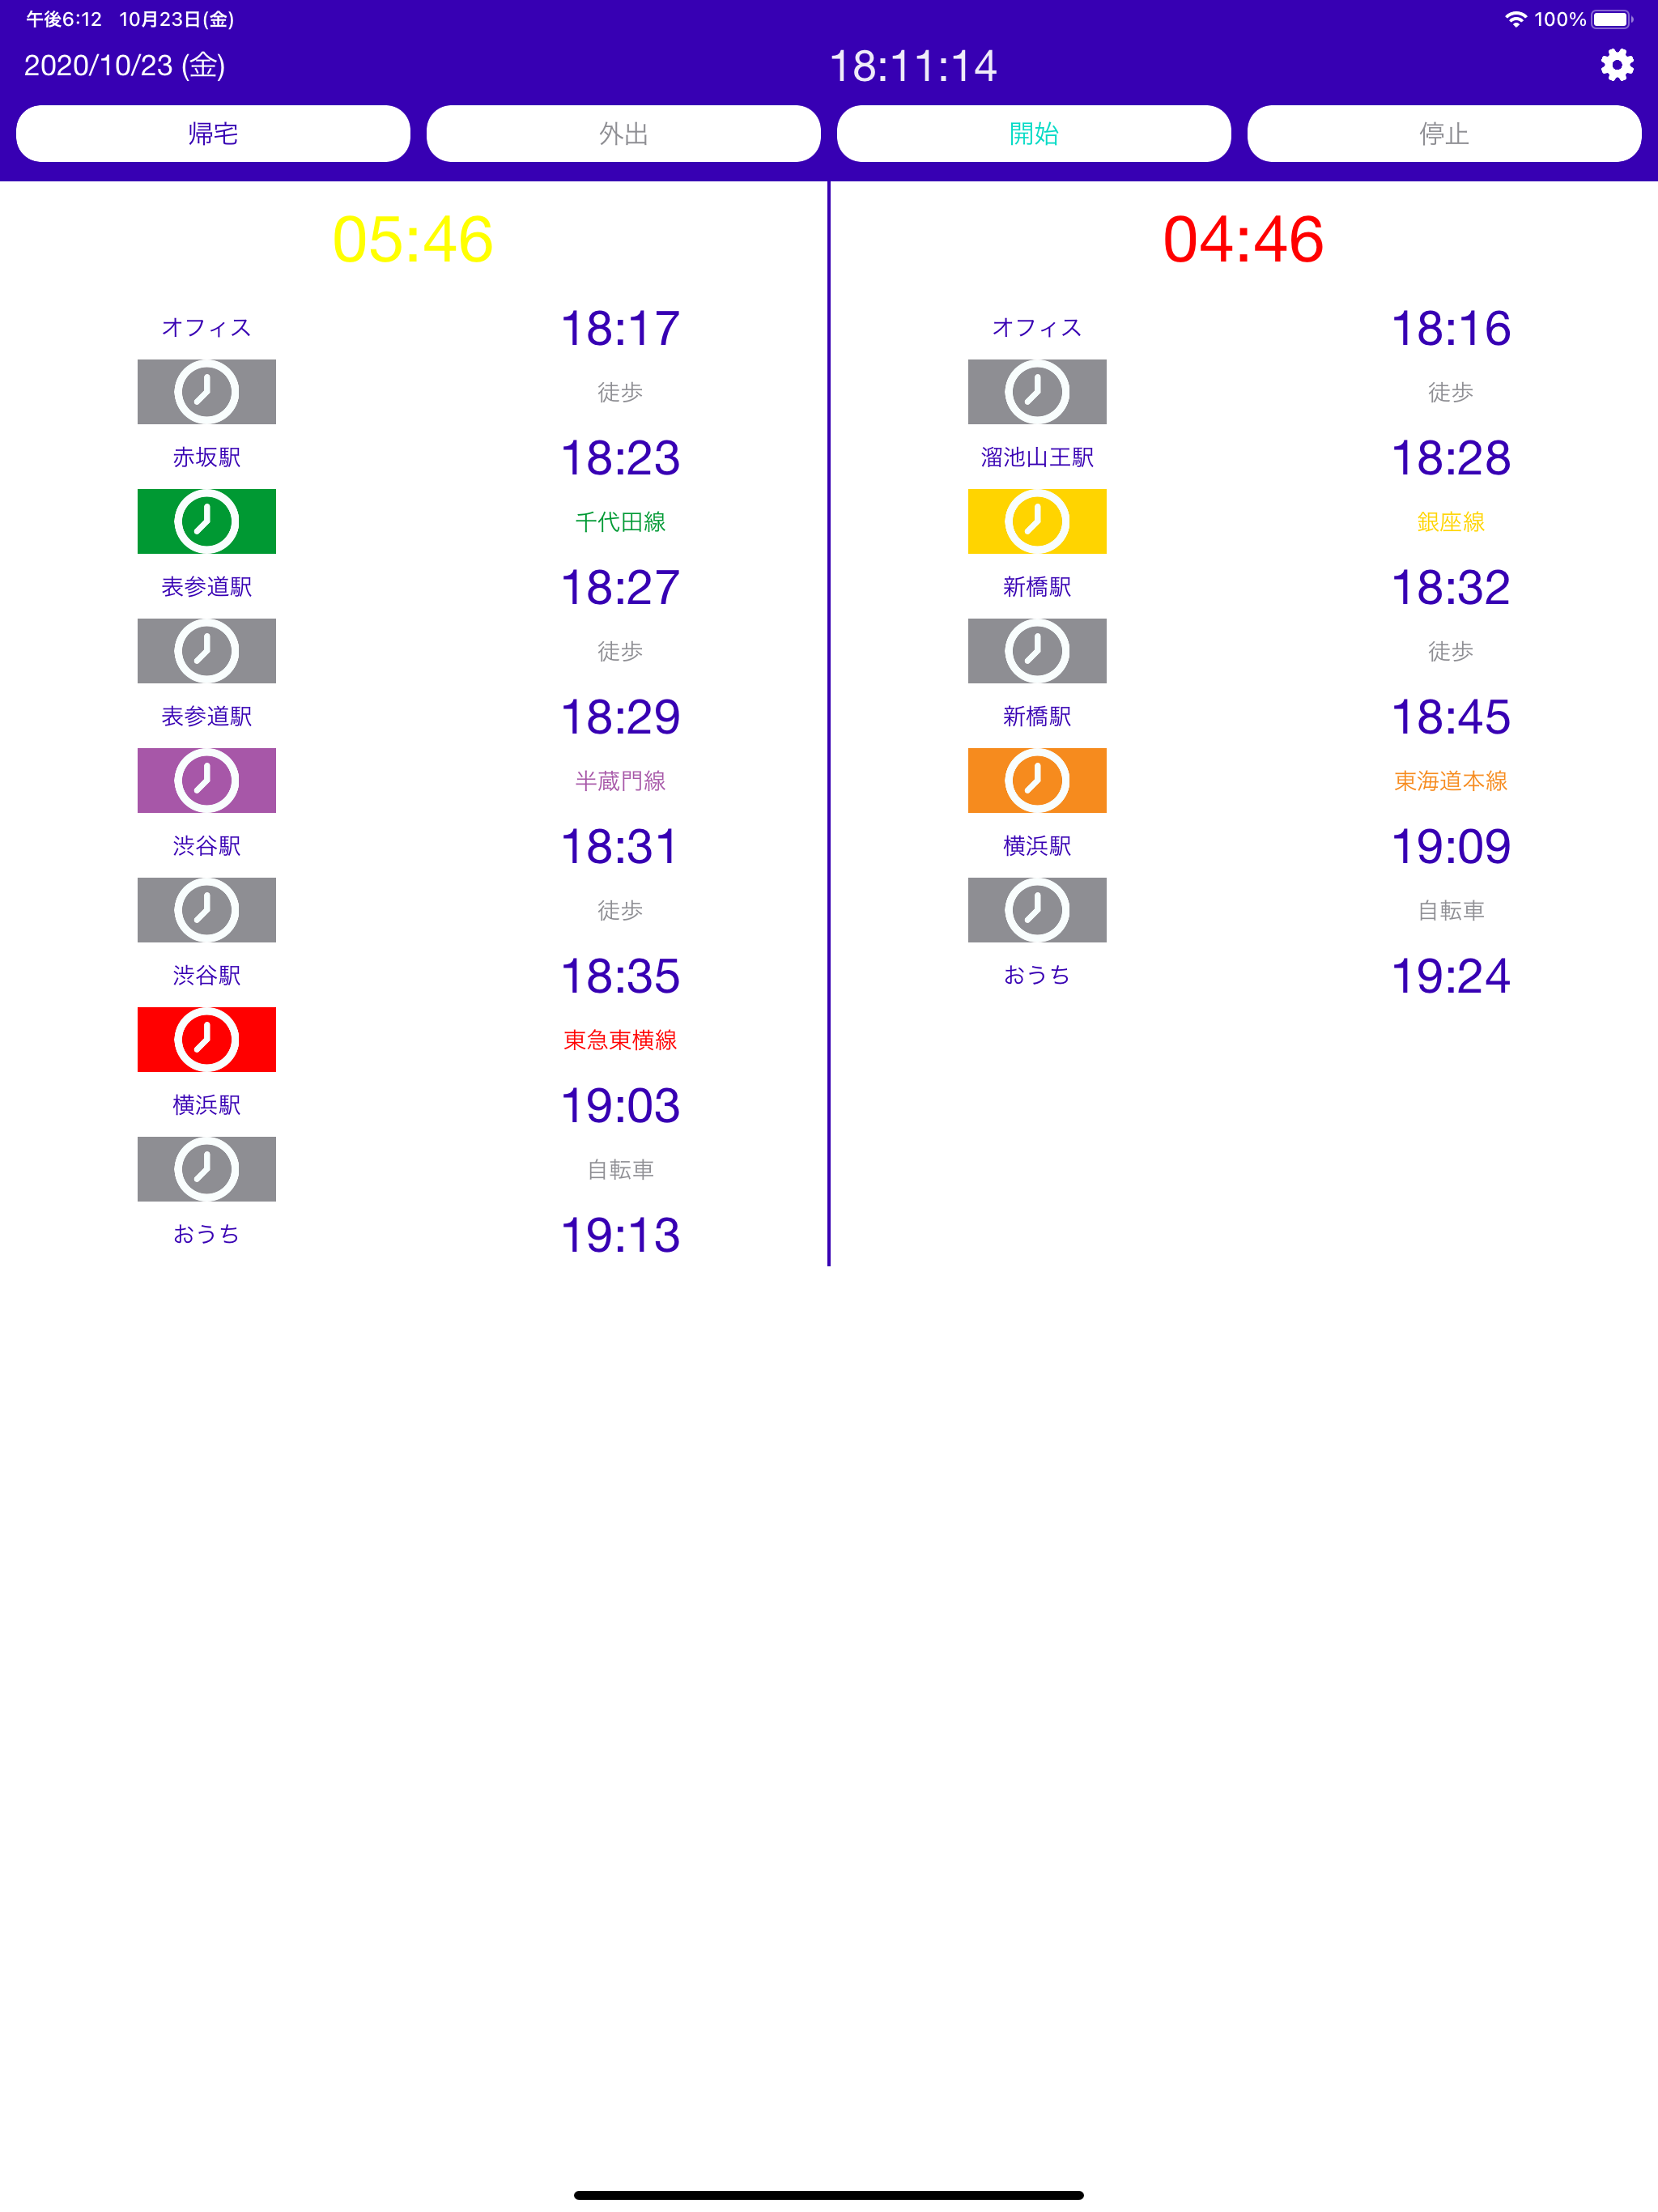 午後6:12 10月23日(金) 100%
2020/10/23 (金) 18:11:14
帰宅 外出 開始 停止
05:46
オフィス 18:17
徒歩
赤坂駅 18:23
千代田線
表参道駅 18:27
徒歩
表参道駅 18:29
半蔵門線
渋谷駅 18:31
徒歩
渋谷駅 18:35
東急東横線
横浜駅 19:03
自転車
おうち 19:13
04:46
オフィス 18:16
徒歩
溜池山王駅 18:28
銀座線
新橋駅 18:32
徒歩
新橋駅 18:45
東海道本線
横浜駅 19:09
自転車
おうち 19:24